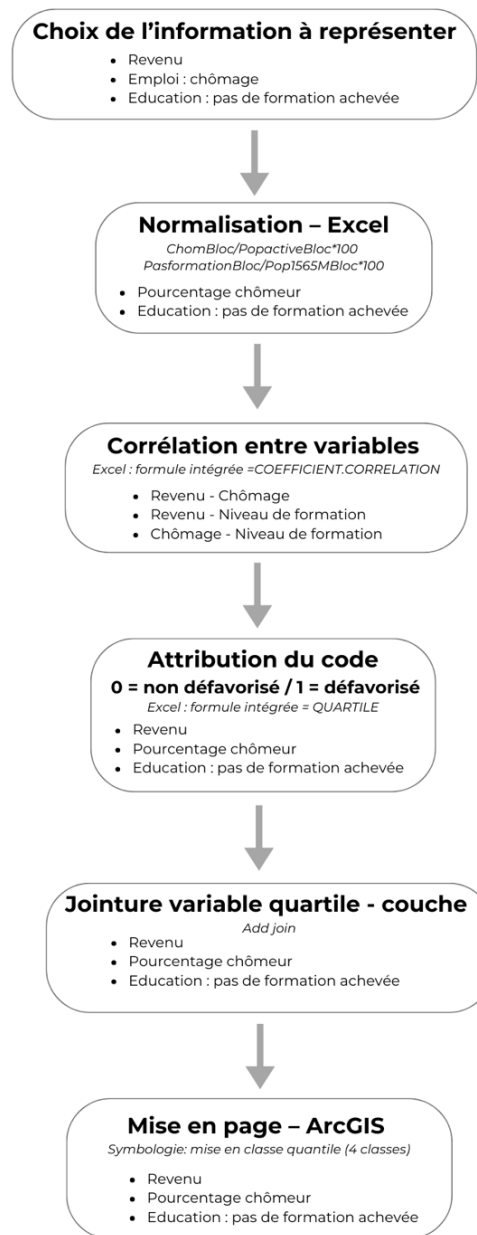 Choix de l’information à représenter
• Revenu
• Emploi : chômage
• Education : pas de formation achevée
Normalisation – Excel
ChomBloc/PopactiveBloc*100
PasformationBloc/Pop1565MBloc*100
• Pourcentage chômeur
• Education : pas de formation achevée
Corrélation entre variables
Excel : formule intégrée =COEFFICIENT.CORRELATION
• Revenu - Chômage
• Revenu - Niveau de formation
• Chômage - Niveau de formation
Attribution du code
0 = non défavorisé / 1 = défavorisé
Excel : formule intégrée = QUARTILE
• Revenu
• Pourcentage chômeur
• Education : pas de formation achevée
Jointure variable quartile - couche
Add join
• Revenu
• Pourcentage chômeur
• Education : pas de formation achevée
Mise en page – ArcGIS
Symbologie: mise en classe quantile (4 classes)
• Revenu
• Pourcentage chômeur
• Education : pas de formation achevée